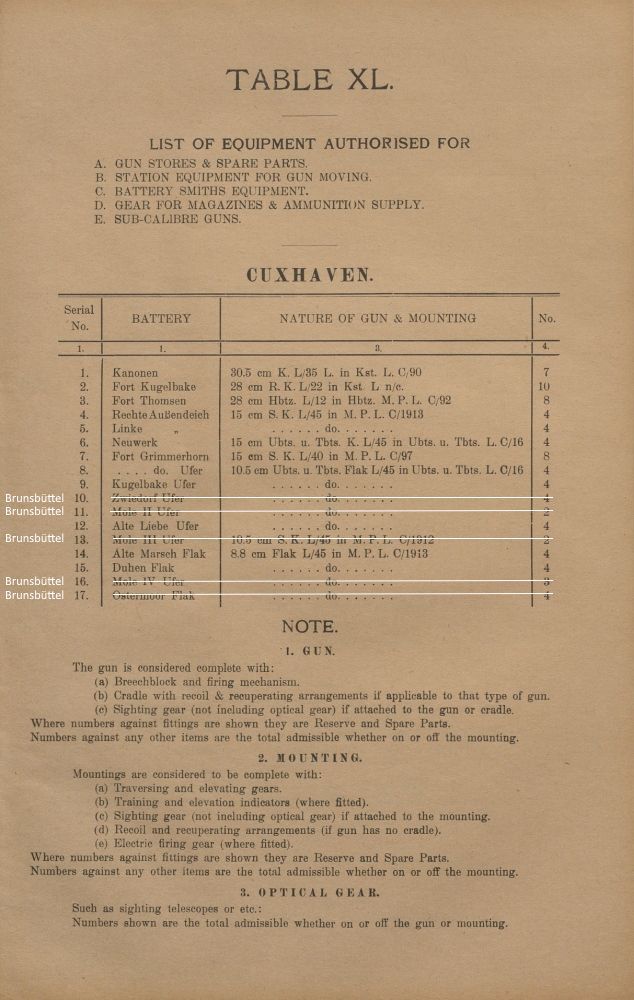 TABLE XL.
LIST OF EQUIPMENT AUTHORISED FOR
A. GUN STORES & SPARE PARTS.
B. STATION EQUIPMENT FOR GUN MOVING.
C. BATTERY SMITHS EQUIPMENT.
D. GEAR FOR MAGAZINES & AMMUNITION SUPPLY.
E. SUB-CALIBRE GUNS.
CUXHAVEN.
Serial No. BATTERY NATURE OF GUN & MOUNTING No.
1. 1. 3. 4.
1. Kanonen 30.5 cm K. L/35 L. in Kst. L. C/90 7
2. Fort Kugelbake 28 cm R. K. L/22 in Kst L n/c. 10
3. Fort Thomsen 28 cm Hbtz. L/12 in Hbtz. M. P. L. C/92 8
4. Rechte Außendeich 15 cm S. K. L/45 in M. P. L. C/1913 4
5. Linke „ . . . . . . do. . . . . . . 4
6. Neuwerk 15 cm Ubts. u. Tbts. K. L/45 in Ubts. u. Tbts. L. C/16 4
7. Fort Grimmerhorn 15 cm S. K. L/40 in M. P. L. C/97 8
8. . . . . do. Ufer 10.5 cm Ubts. u. Tbts. Flak L/45 in Ubts. u. Tbts. L. C/16 4
9. Kugelbake Ufer . . . . . . do. . . . . . . 4
Brunsbüttel 10. Zwiedorf Ufer . . . . . . do. . . . . . . 4
Brunsbüttel 11. Mole II Ufer . . . . . . do. . . . . . . 2
12. Alte Liebe Ufer . . . . . . do. . . . . . . 4
Brunsbüttel 13. Mole III Ufer 10.5 cm S. K. L/45 in M. P. L. C/1912 2
14. Alte Marsch Flak 8.8 cm Flak L/45 in M. P. L. C/1913 4
15. Duhen Flak . . . . . . do. . . . . . . 4
Brunsbüttel 16. Mole IV Ufer . . . . . . do. . . . . . . 3
Brunsbüttel 17. Ostermoor Flak . . . . . . do. . . . . . . 4
NOTE.
1. GUN.
The gun is considered complete with:
(a) Breechblock and firing mechanism.
(b) Cradle with recoil & recuperating arrangements if applicable to that type of gun.
(c) Sighting gear (not including optical gear) if attached to the gun or cradle.
Where numbers against fittings are shown they are Reserve and Spare Parts.
Numbers against any other items are the total admissible whether on or off the mounting.
2. MOUNTING.
Mountings are considered to be complete with:
(a) Traversing and elevating gears.
(b) Training and elevation indicators (where fitted).
(c) Sighting gear (not including optical gear) if attached to the mounting.
(d) Recoil and recuperating arrangements (if gun has no cradle).
(e) Electric firing gear (where fitted).
Where numbers against fittings are shown they are Reserve and Spare Parts.
Numbers against any other items are the total admissible whether on or off the mounting.
3. OPTICAL GEAR.
Such as sighting telescopes or etc.:
Numbers shown are the total admissible whether on or off the gun or mounting.